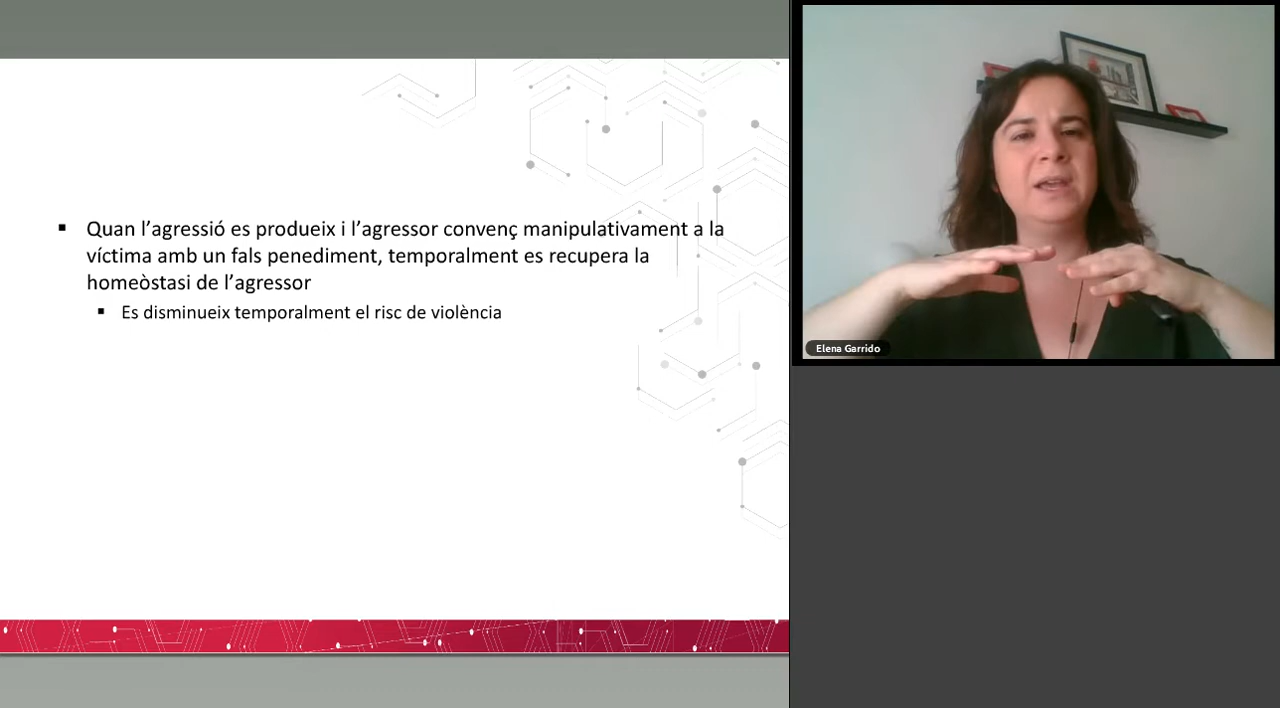 Quan l’agressió es produeix i l’agressor convenç manipulativament a la
víctima amb un fals penediment, temporalment es recupera la
homeòstasi de l’agressor
Es disminueix temporalment el risc de violència
Elena Garrido